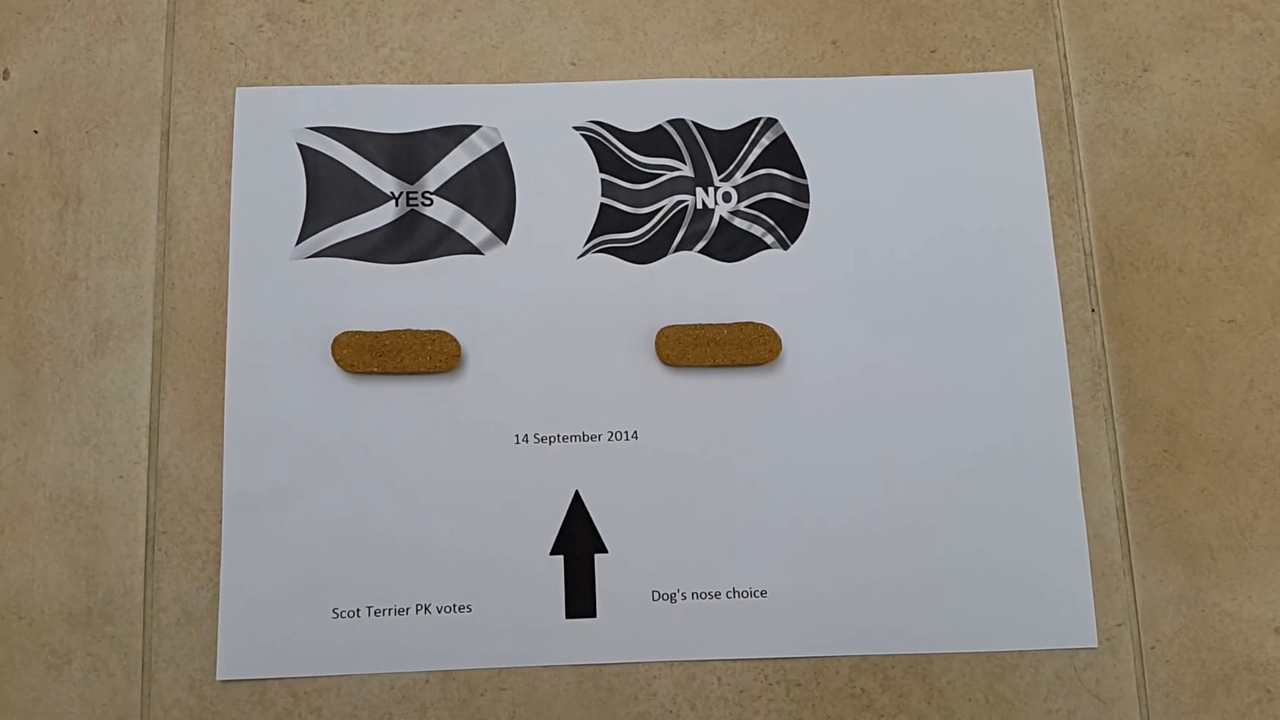 YES
NO
14 September 2014
Scot Terrier PK votes
Dog's nose choice